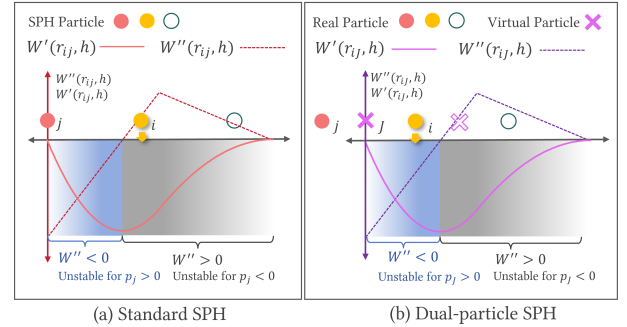 SPH Particle
W′(r_ij, h) W″(r_ij, h)
W″(r_ij, h)
W′(r_ij, h)
j
i
W″ < 0
W″ > 0
Unstable for p_j > 0
Unstable for p_j < 0
(a) Standard SPH
Real Particle
Virtual Particle
W′(r_iJ, h) W″(r_iJ, h)
W″(r_iJ, h)
W′(r_iJ, h)
j
J
i
W″ < 0
W″ > 0
Unstable for p_J > 0
Unstable for p_J < 0
(b) Dual-particle SPH